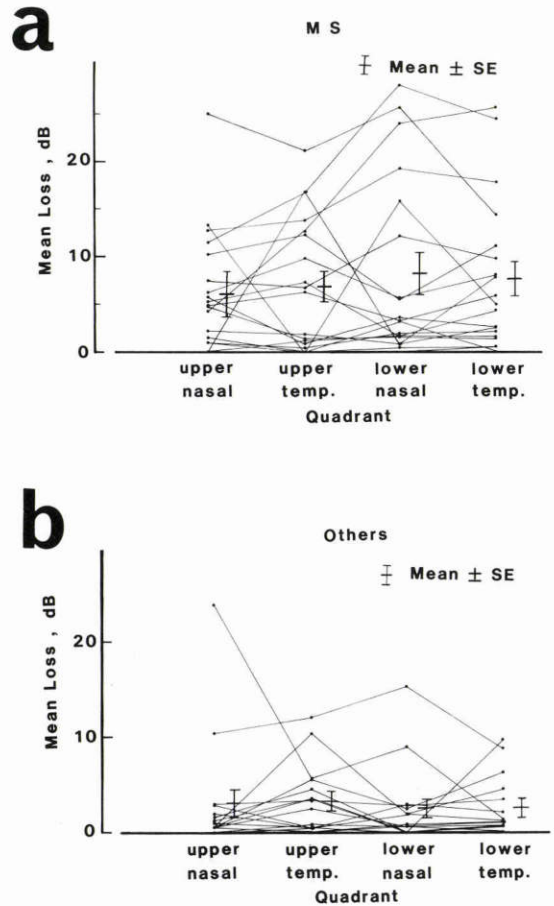 a
M S
Mean ± SE
Mean Loss , dB
20
10
0
upper nasal
upper temp.
lower nasal
lower temp.
Quadrant
b
Others
Mean ± SE
Mean Loss , dB
20
10
0
upper nasal
upper temp.
lower nasal
lower temp.
Quadrant